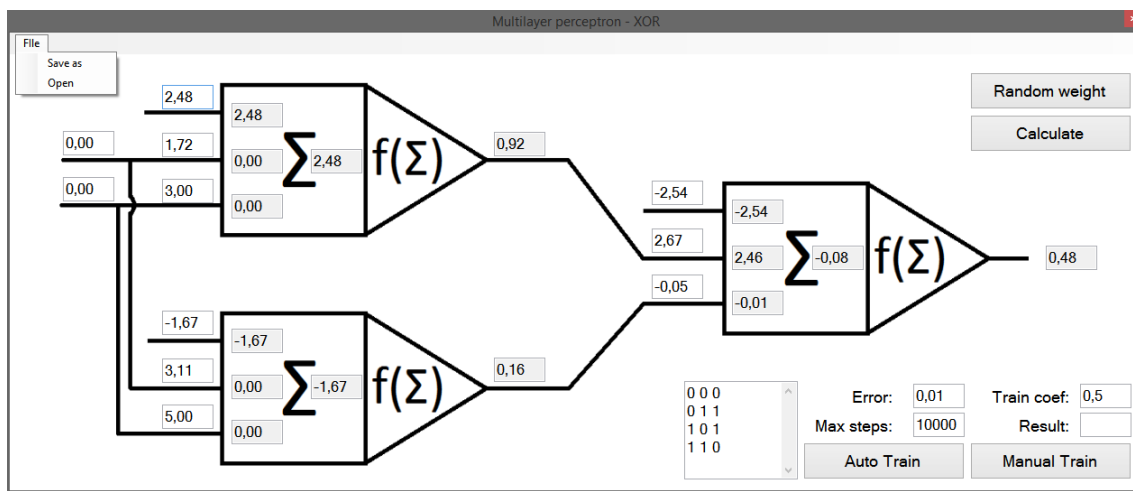 Multilayer perceptron - XOR
x
FIle
Save as
Open
2,48
2,48
0,00
1,72
0,00
Σ
2,48
f(Σ)
0,92
0,00
3,00
0,00
Random weight
Calculate
-2,54
-2,54
2,67
2,46
Σ
-0,08
f(Σ)
0,48
-0,05
-0,01
-1,67
-1,67
3,11
0,00
Σ
-1,67
f(Σ)
0,16
5,00
0,00
0 0 0
0 1 1
1 0 1
1 1 0
Error: 0,01
Train coef: 0,5
Max steps: 10000
Result:
Auto Train
Manual Train